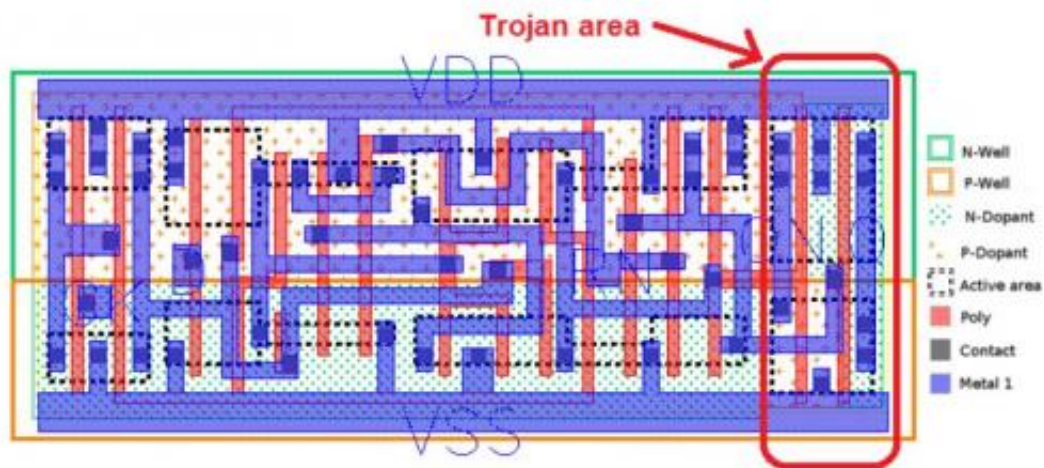 Trojan area
VDD
N-Well
P-Well
N-Dopant
P-Dopant
Active area
Poly
Contact
Metal 1
VSS